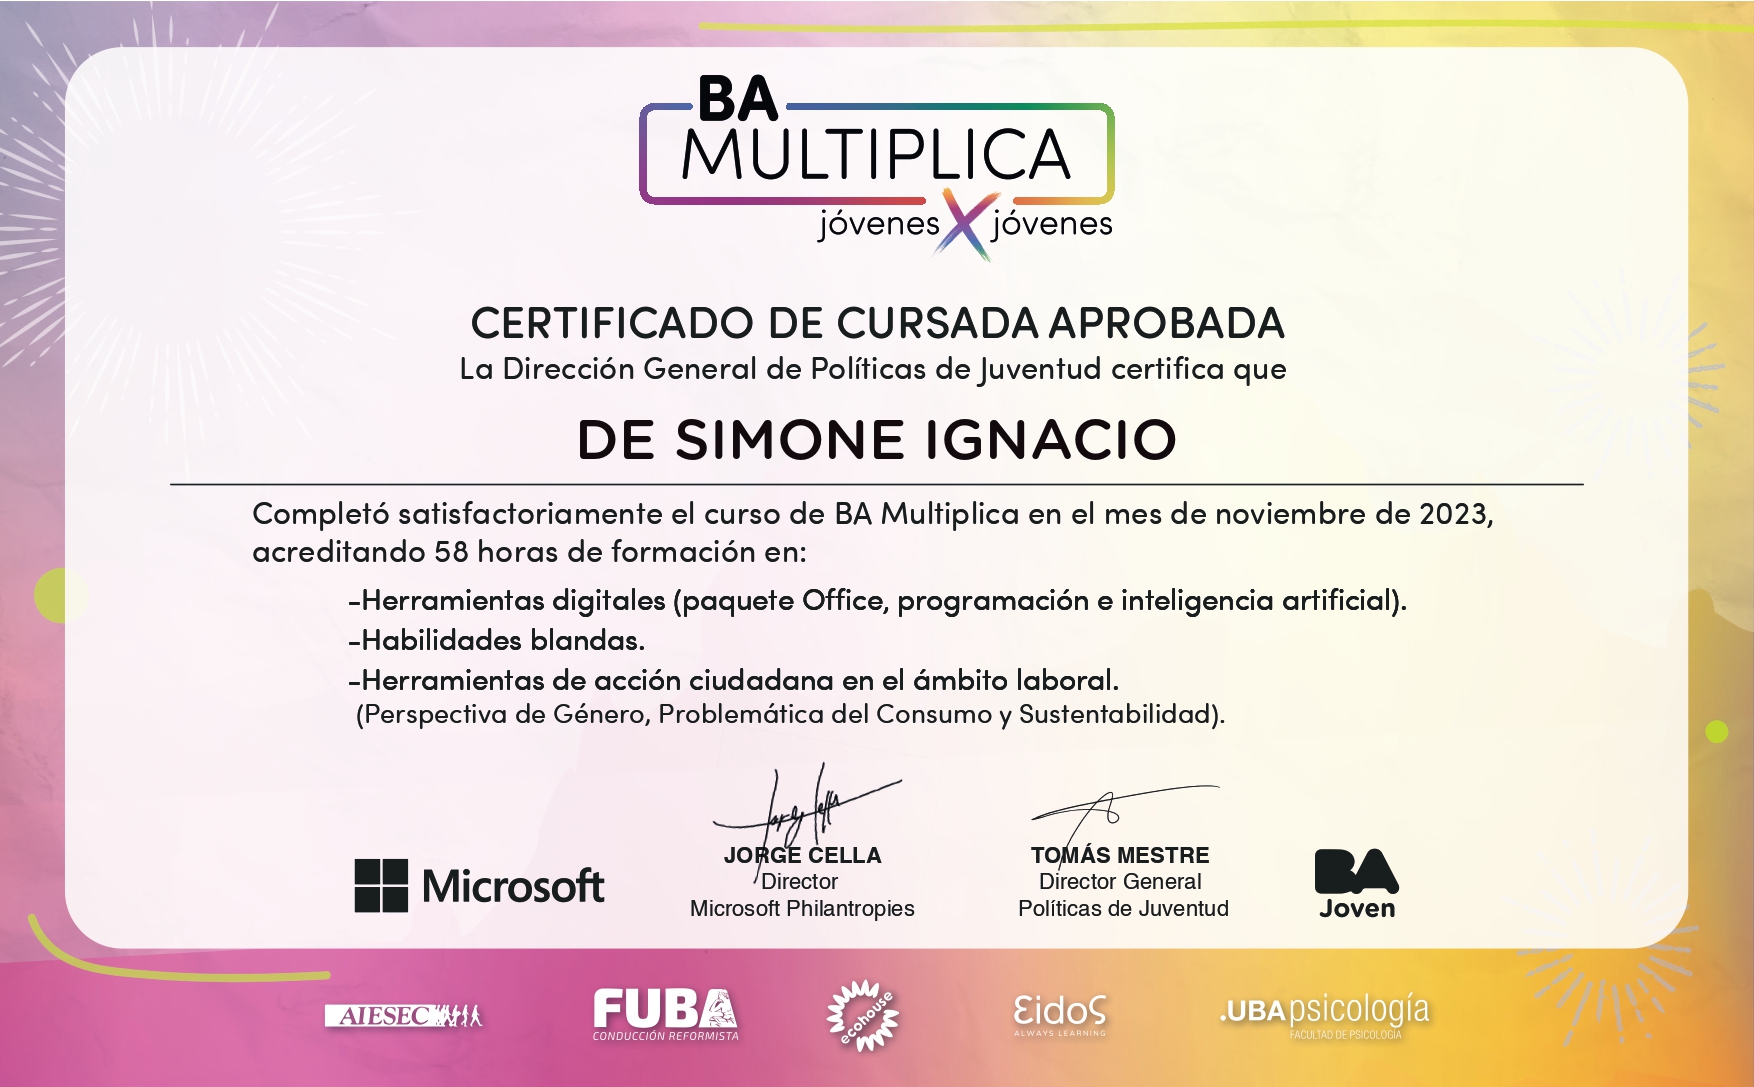 BA
MULTIPLICA
jóvenes X jóvenes
CERTIFICADO DE CURSADA APROBADA
La Dirección General de Políticas de Juventud certifica que
DE SIMONE IGNACIO
Completó satisfactoriamente el curso de BA Multiplica en el mes de noviembre de 2023,
acreditando 58 horas de formación en:
-Herramientas digitales (paquete Office, programación e inteligencia artificial).
-Habilidades blandas.
-Herramientas de acción ciudadana en el ámbito laboral.
(Perspectiva de Género, Problemática del Consumo y Sustentabilidad).
Microsoft
JORGE CELLA
Director
Microsoft Philantropies
TOMÁS MESTRE
Director General
Políticas de Juventud
BA
Joven
AIESEC
FUBA
CONDUCCIÓN REFORMISTA
ecohouse
Eidos
ALWAYS LEARNING
.UBApsicología
FACULTAD DE PSICOLOGÍA